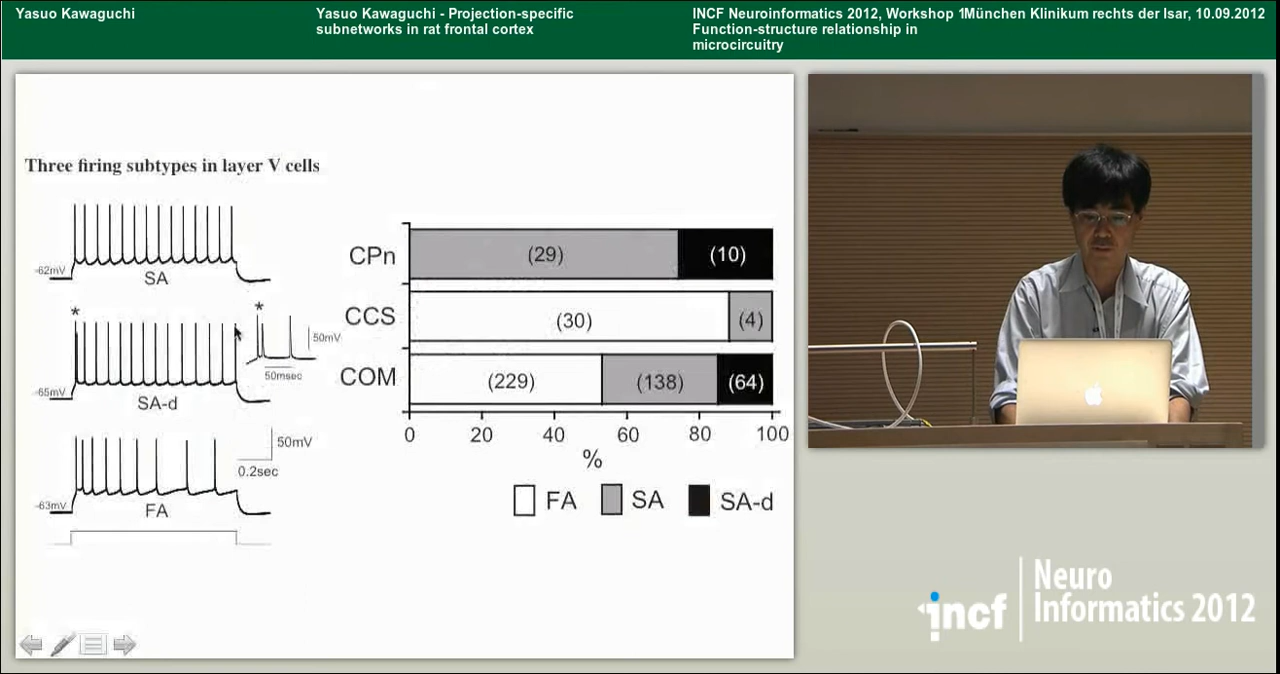 Yasuo Kawaguchi
Yasuo Kawaguchi - Projection-specific
subnetworks in rat frontal cortex
INCF Neuroinformatics 2012, Workshop 1
Function-structure relationship in
microcircuitry
München Klinikum rechts der Isar, 10.09.2012
Three firing subtypes in layer V cells
-62mV
SA
*
*
50mV
50msec
-65mV
SA-d
50mV
0.2sec
-63mV
FA
CPn
(29)
(10)
CCS
(30)
(4)
COM
(229)
(138)
(64)
0 20 40 60 80 100
%
FA SA SA-d
incf
Neuro
Informatics 2012